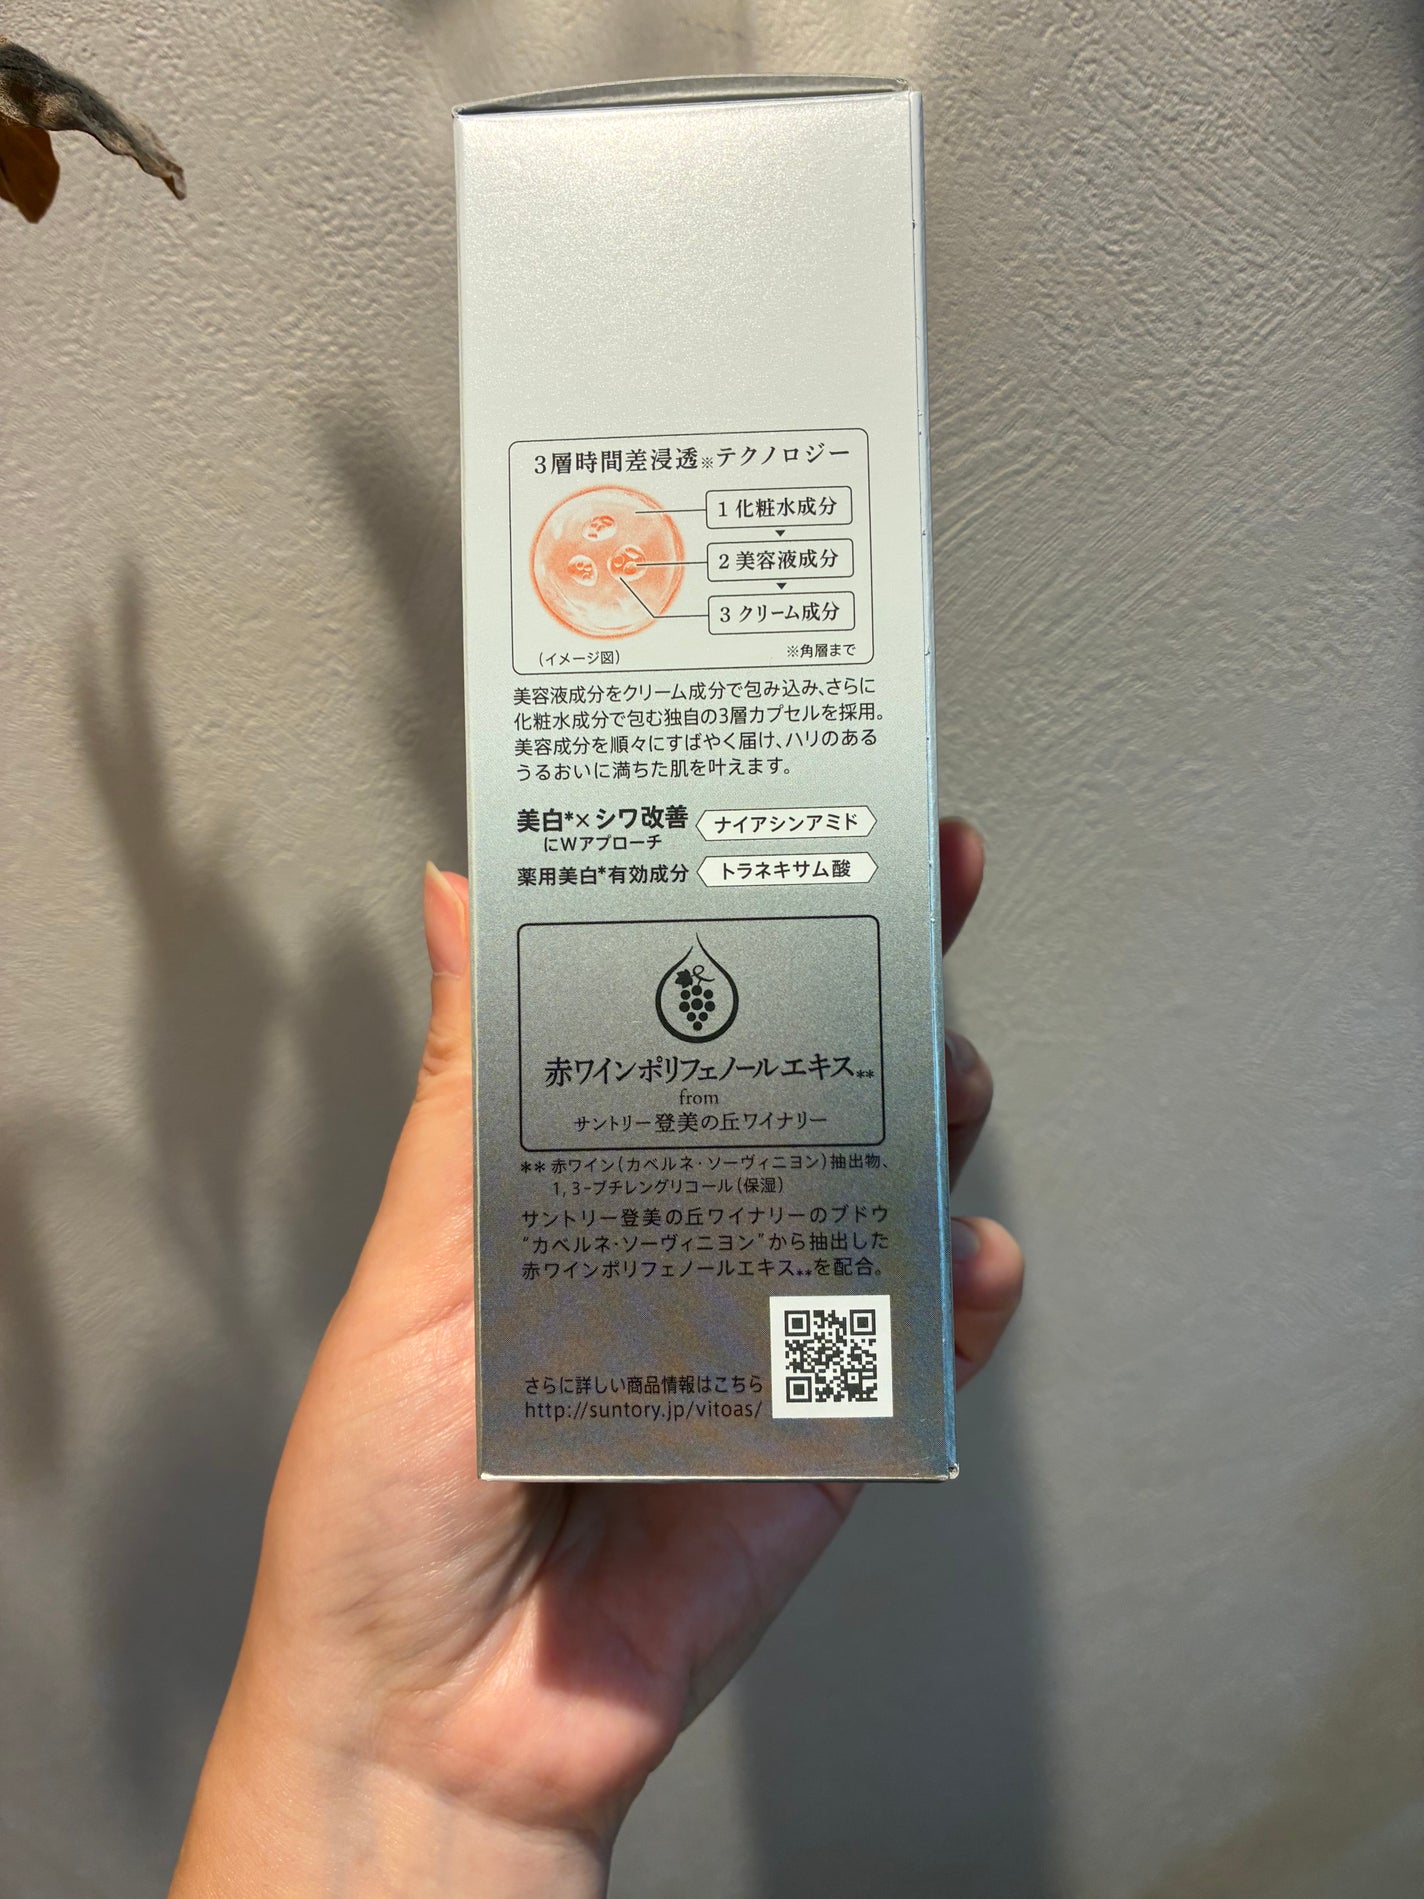 3層時間差浸透※テクノロジー
1 化粧水成分
2 美容液成分
3 クリーム成分
(イメージ図)
※角層まで
美容液成分をクリーム成分で包み込み、さらに
化粧水成分で包む独自の3層カプセルを採用。
美容成分を順々にすばやく届け、ハリのある
うるおいに満ちた肌を叶えます。
美白*×シワ改善
にWアプローチ
ナイアシンアミド
薬用美白*有効成分
トラネキサム酸
赤ワインポリフェノールエキス**
from
サントリー登美の丘ワイナリー
**赤ワイン(カベルネ・ソーヴィニヨン)抽出物、
1,3-ブチレングリコール(保湿)
サントリー登美の丘ワイナリーのブドウ
"カベルネ・ソーヴィニヨン"から抽出した
赤ワインポリフェノールエキス**を配合。
さらに詳しい商品情報はこちら
http://suntory.jp/vitoas/